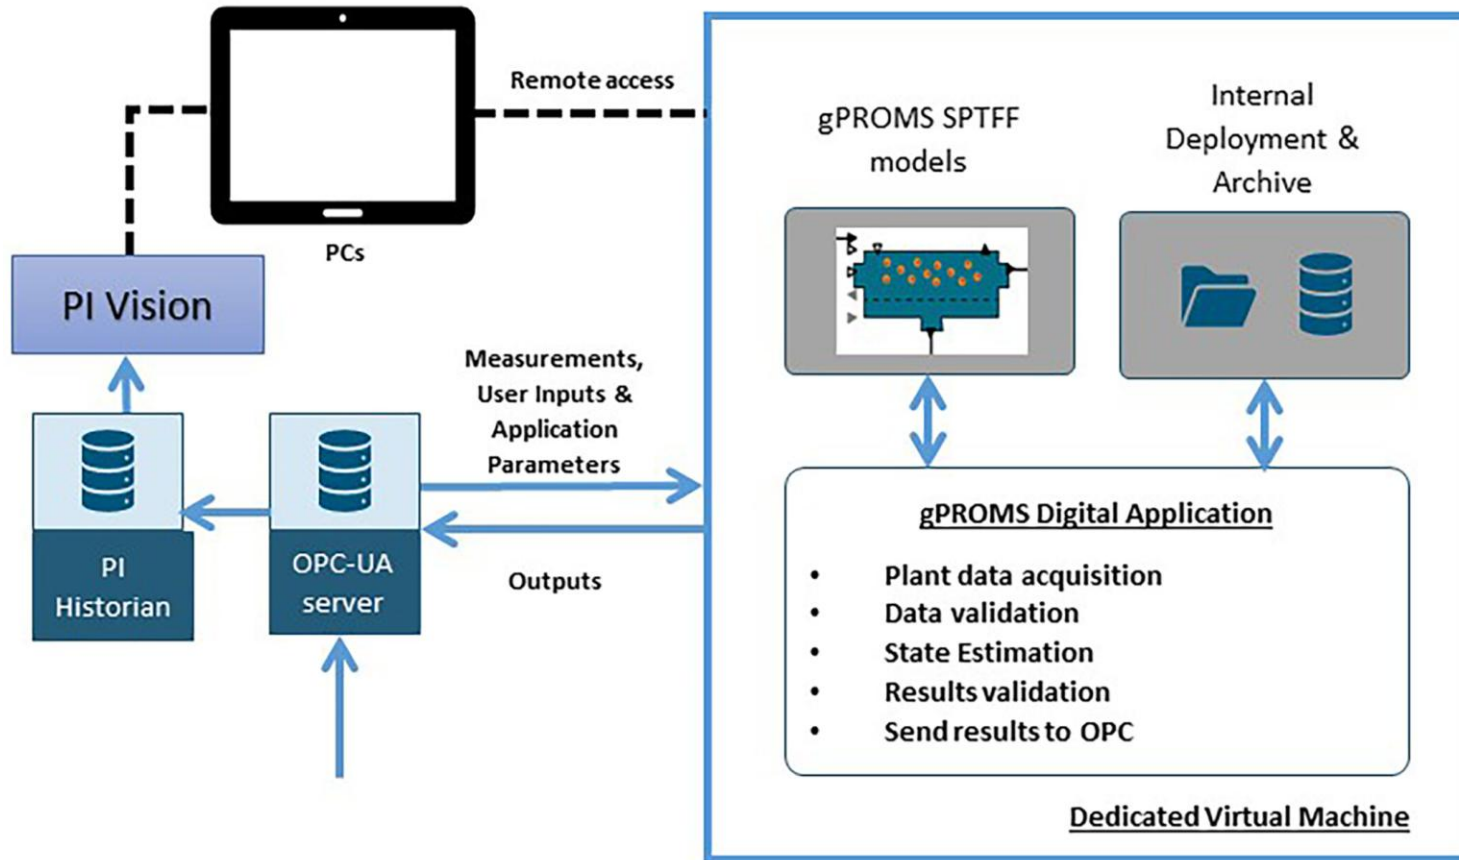 Remote access
PCs
PI Vision
PI
Historian
OPC-UA
server
Measurements,
User Inputs &
Application
Parameters
Outputs
gPROMS SPTFF
models
Internal
Deployment &
Archive
gPROMS Digital Application
• Plant data acquisition
• Data validation
• State Estimation
• Results validation
• Send results to OPC
Dedicated Virtual Machine